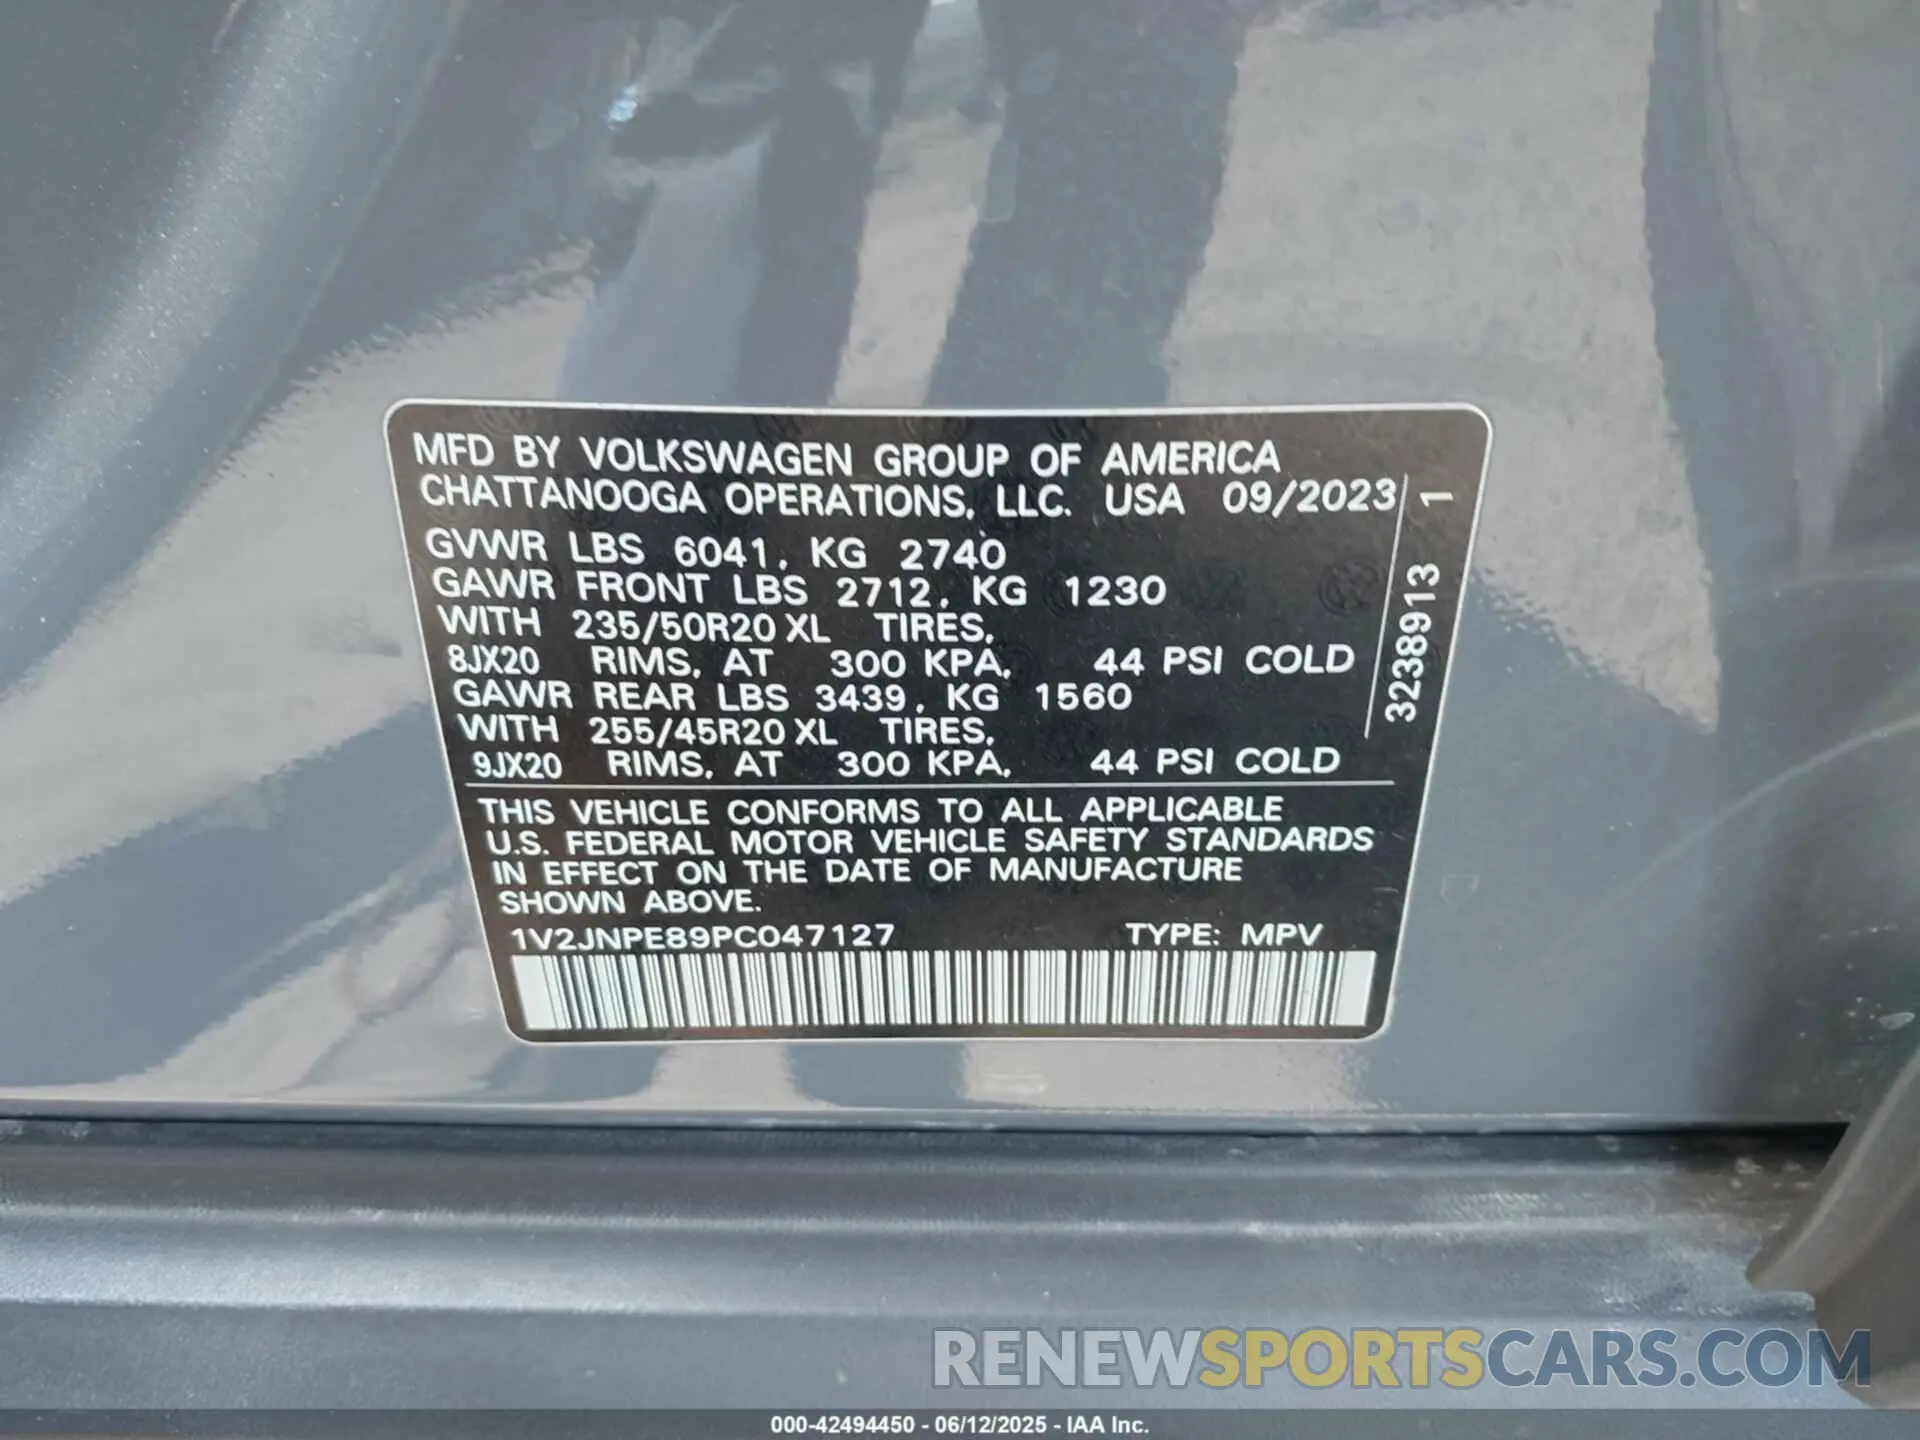 MFD BY VOLKSWAGEN GROUP OF AMERICA
CHATTANOOGA OPERATIONS, LLC. USA 09/2023
GVWR LBS 6041, KG 2740
GAWR FRONT LBS 2712, KG 1230
WITH 235/50R20 XL TIRES,
8JX20 RIMS, AT 300 KPA, 44 PSI COLD
GAWR REAR LBS 3439, KG 1560
WITH 255/45R20 XL TIRES,
9JX20 RIMS, AT 300 KPA, 44 PSI COLD
3238913 1
THIS VEHICLE CONFORMS TO ALL APPLICABLE
U.S. FEDERAL MOTOR VEHICLE SAFETY STANDARDS
IN EFFECT ON THE DATE OF MANUFACTURE
SHOWN ABOVE.
1V2JNPE89PC047127 TYPE: MPV
RENEWSPORTSCARS.COM
000-42494450 - 06/12/2025 - IAA Inc.